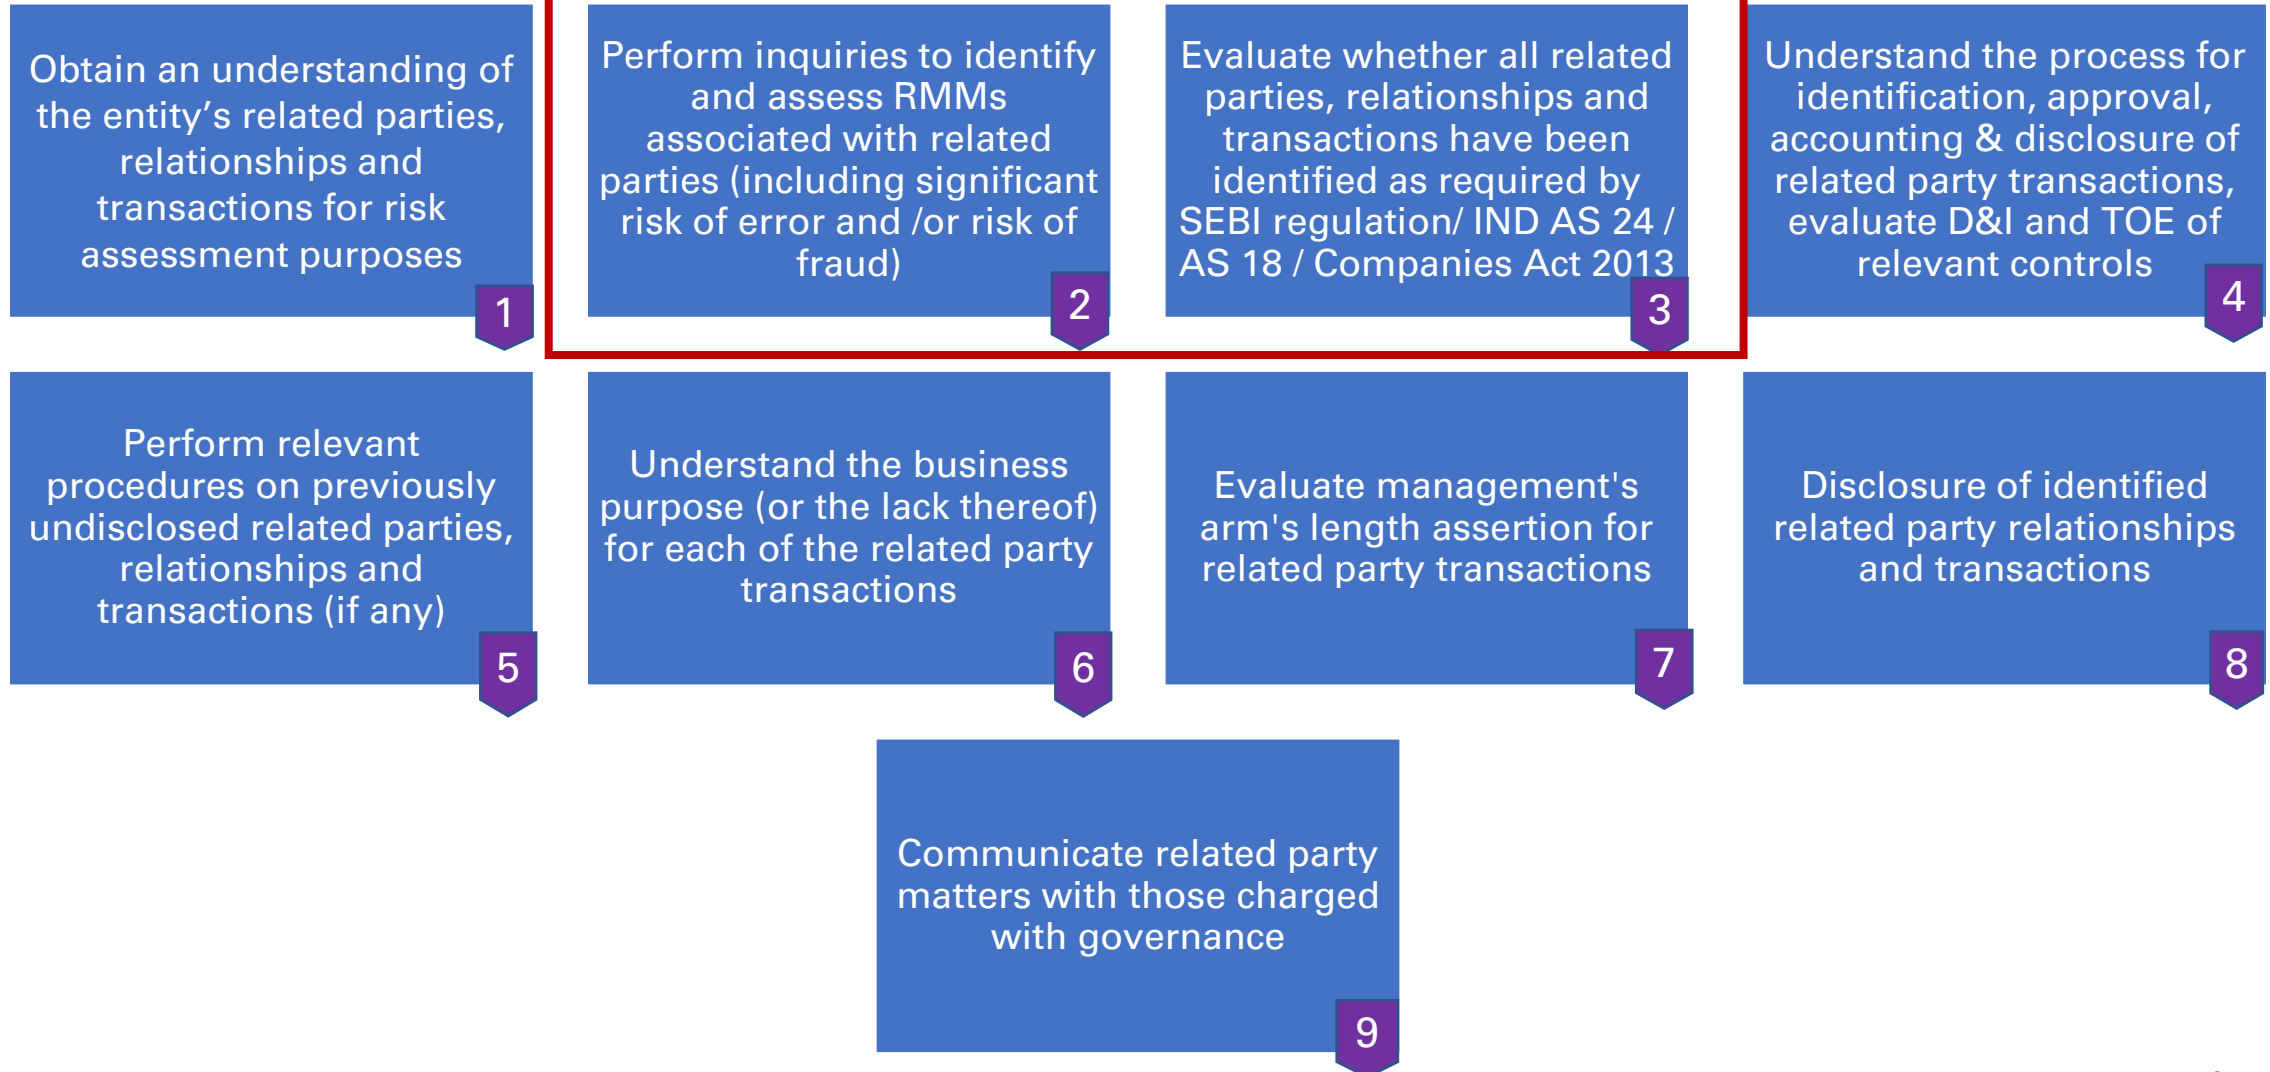 Obtain an understanding of
the entity’s related parties,
relationships and
transactions for risk
assessment purposes
1
Perform inquiries to identify
and assess RMMs
associated with related
parties (including significant
risk of error and /or risk of
fraud)
2
Evaluate whether all related
parties, relationships and
transactions have been
identified as required by
SEBI regulation/ IND AS 24 /
AS 18 / Companies Act 2013
3
Understand the process for
identification, approval,
accounting & disclosure of
related party transactions,
evaluate D&I and TOE of
relevant controls
4
Perform relevant
procedures on previously
undisclosed related parties,
relationships and
transactions (if any)
5
Understand the business
purpose (or the lack thereof)
for each of the related party
transactions
6
Evaluate management's
arm's length assertion for
related party transactions
7
Disclosure of identified
related party relationships
and transactions
8
Communicate related party
matters with those charged
with governance
9